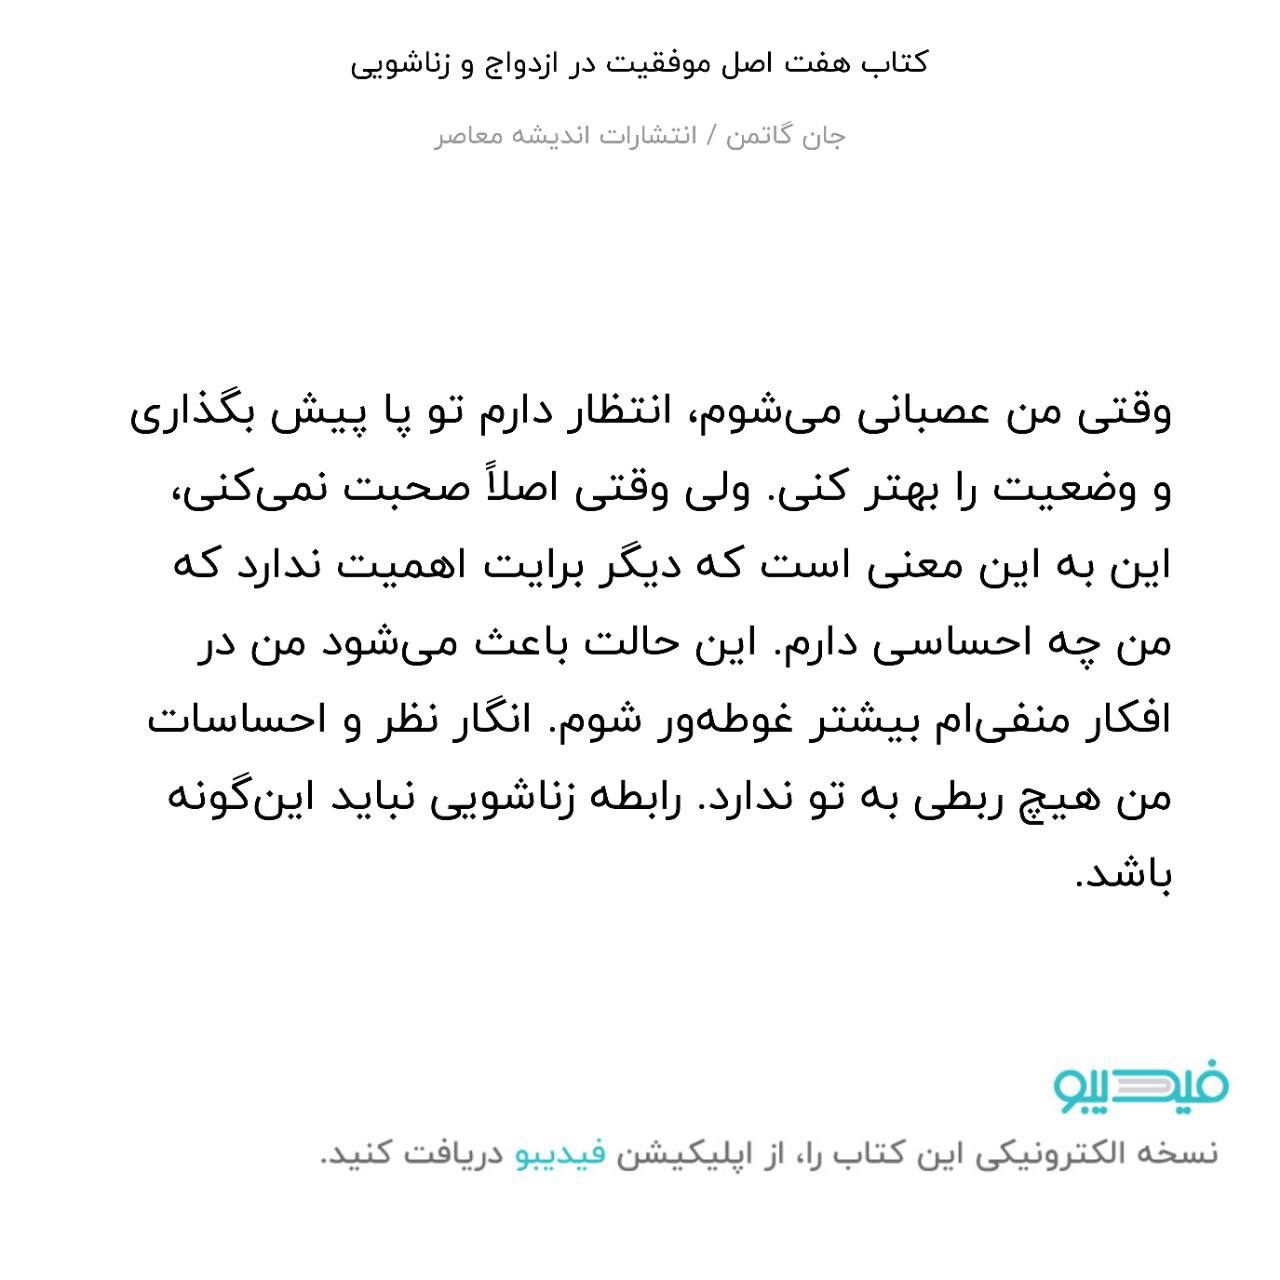 کتاب هفت اصل موفقیت در ازدواج و زناشویی
جان گاتمن / انتشارات اندیشه معاصر
وقتی من عصبانی می‌شوم، انتظار دارم تو پا پیش بگذاری
و وضعیت را بهتر کنی. ولی وقتی اصلاً صحبت نمی‌کنی،
این به این معنی است که دیگر برایت اهمیت ندارد که
من چه احساسی دارم. این حالت باعث می‌شود من در
افکار منفی‌ام بیشتر غوطه‌ور شوم. انگار نظر و احساسات
من هیچ ربطی به تو ندارد. رابطه زناشویی نباید این‌گونه
باشد.
فیدیبو
نسخه الکترونیکی این کتاب را، از اپلیکیشن فیدیبو دریافت کنید.